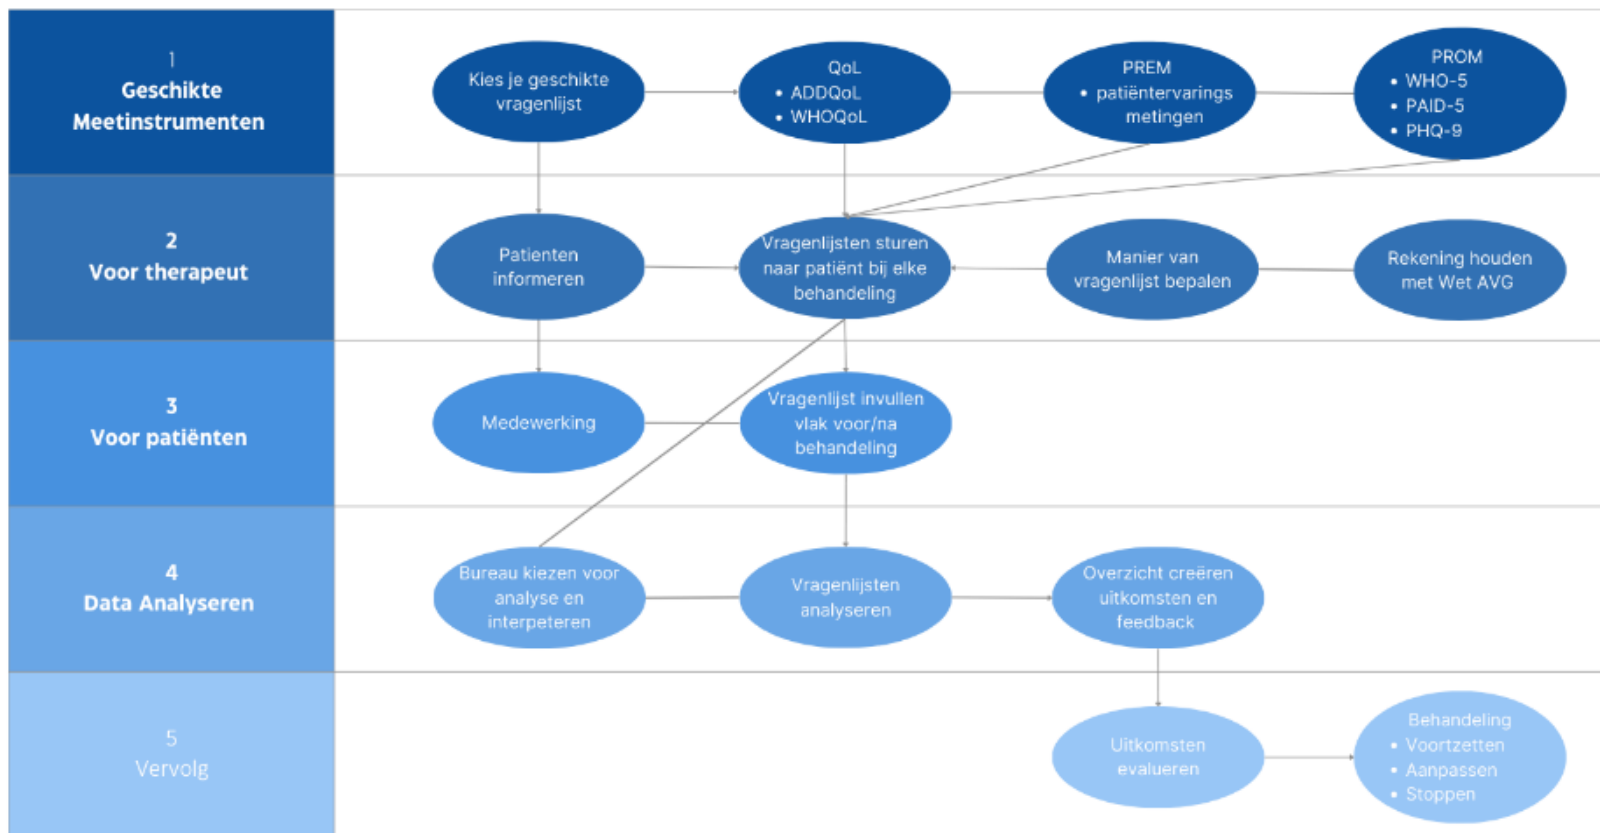 1
Geschikte
Meetinstrumenten
Kies je geschikte
vragenlijst
QoL
• ADDQoL
• WHOQoL
PREM
• patiëntervarings
metingen
PROM
• WHO-5
• PAID-5
• PHQ-9
2
Voor therapeut
Patienten
informeren
Vragenlijsten sturen
naar patiënt bij elke
behandeling
Manier van
vragenlijst bepalen
Rekening houden
met Wet AVG
3
Voor patiënten
Medewerking
Vragenlijst invullen
vlak voor/na
behandeling
4
Data Analyseren
Bureau kiezen voor
analyse en
interpeteren
Vragenlijsten
analyseren
Overzicht creëren
uitkomsten en
feedback
5
Vervolg
Uitkomsten
evalueren
Behandeling
• Voortzetten
• Aanpassen
• Stoppen